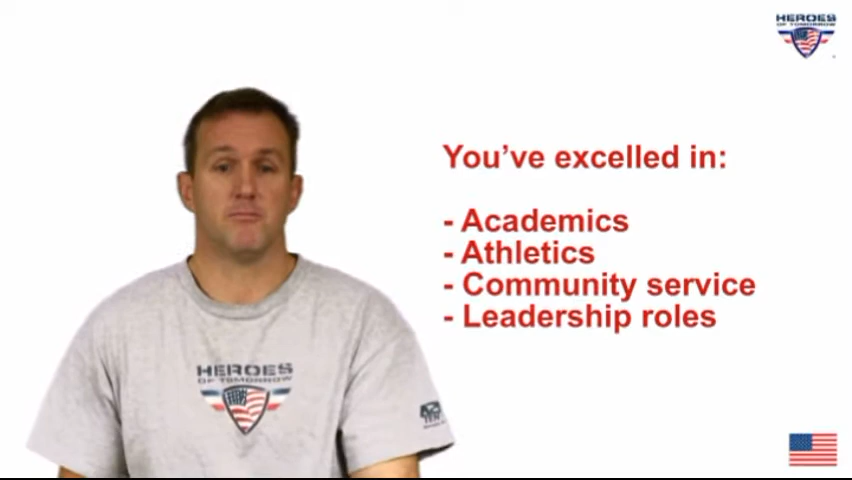 HEROES
OF TOMORROW
You've excelled in:
- Academics
- Athletics
- Community service
- Leadership roles
HEROES
OF TOMORROW